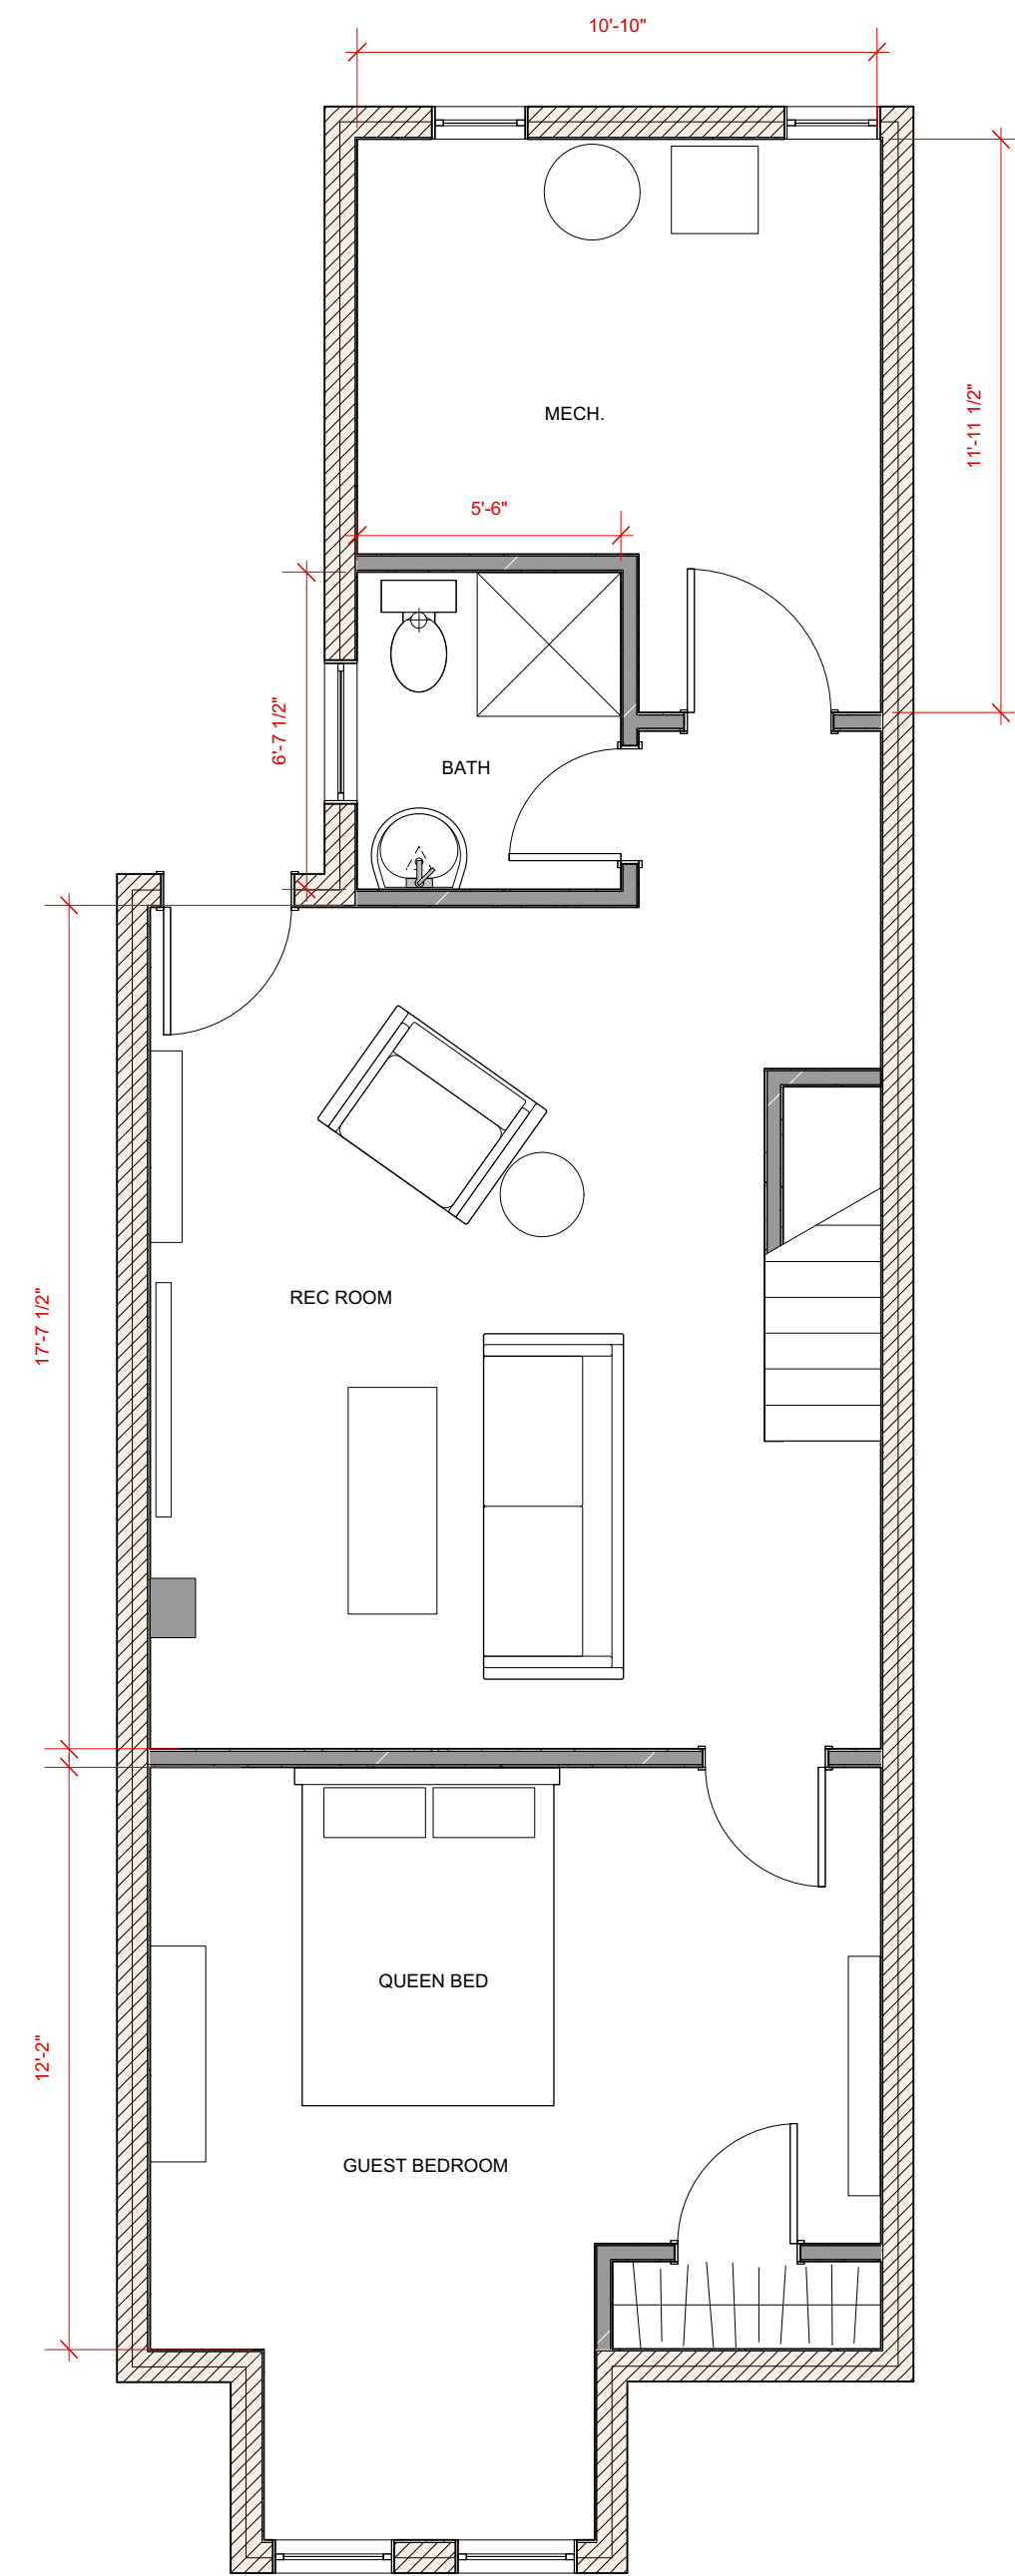 10'-10"
11'-11 1/2"
MECH.
5'-6"
6'-7 1/2"
BATH
17'-7 1/2"
REC ROOM
QUEEN BED
12'-2"
GUEST BEDROOM